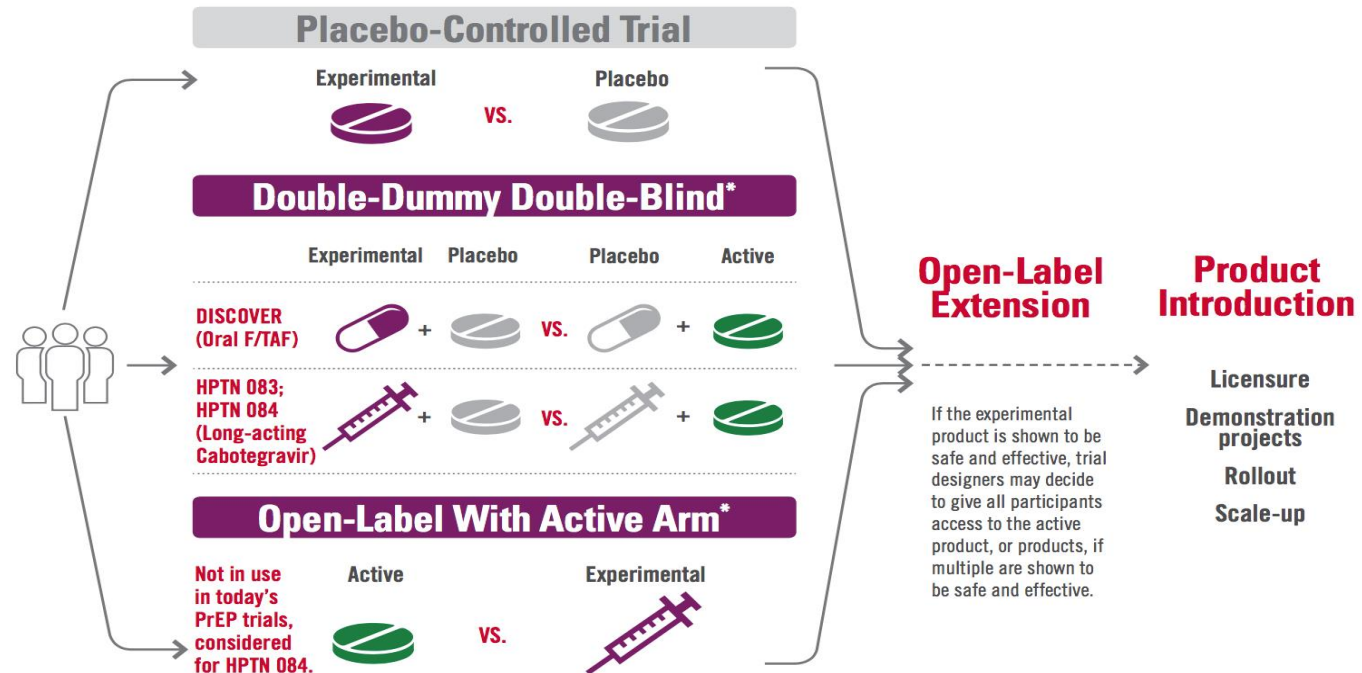 Placebo-Controlled Trial
Experimental
Placebo
VS.
Double-Dummy Double-Blind*
Experimental Placebo Placebo Active
DISCOVER
(Oral F/TAF)
+ VS. +
HPTN 083;
HPTN 084
(Long-acting
Cabotegravir)
+ VS. +
Open-Label With Active Arm*
Not in use
in today’s
PrEP trials,
considered
for HPTN 084.
Active
Experimental
VS.
Open-Label
Extension
If the experimental
product is shown to be
safe and effective, trial
designers may decide
to give all participants
access to the active
product, or products, if
multiple are shown to
be safe and effective.
Product
Introduction
Licensure
Demonstration
projects
Rollout
Scale-up